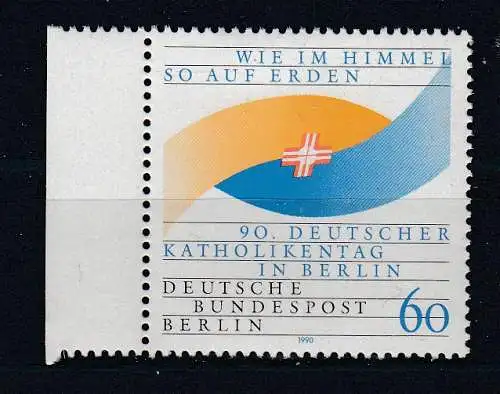 WIE IM HIMMEL
SO AUF ERDEN
90. DEUTSCHER
KATHOLIKENTAG
IN BERLIN
DEUTSCHE
BUNDESPOST
BERLIN
60
1990